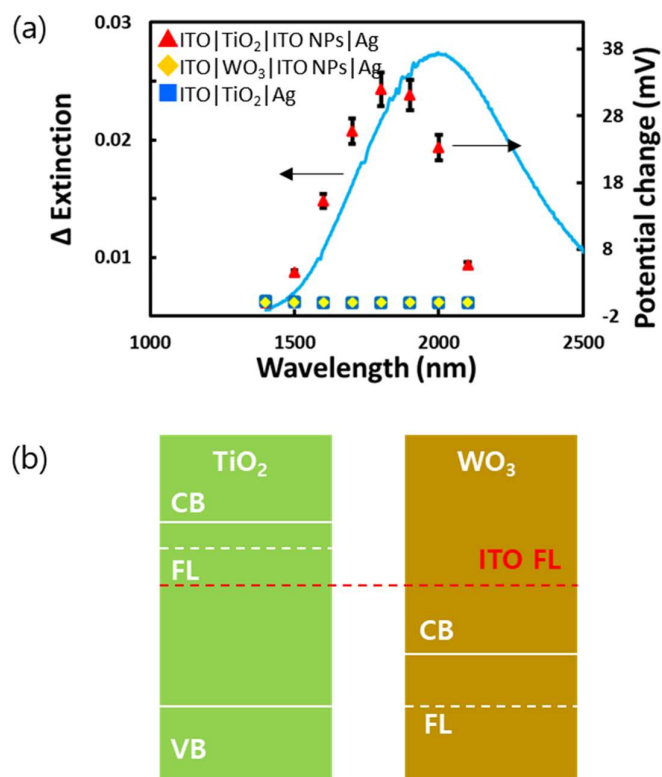 (a)
ITO|TiO₂|ITO NPs|Ag
ITO|WO₃|ITO NPs|Ag
ITO|TiO₂|Ag
Δ Extinction
0.03
0.02
0.01
Potential change (mV)
38
28
18
8
-2
1000 1500 2000 2500
Wavelength (nm)
(b)
TiO₂ WO₃
CB
FL
ITO FL
CB
FL
VB